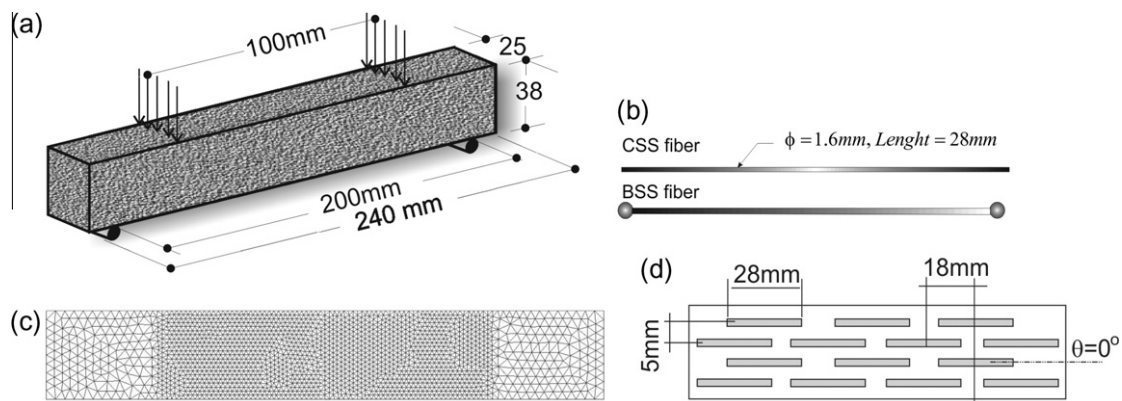 (a)
100mm
25
38
200mm
240 mm
(b)
CSS fiber
ϕ = 1.6mm, Lenght = 28mm
BSS fiber
(c)
(d)
28mm
18mm
5mm
θ=0°